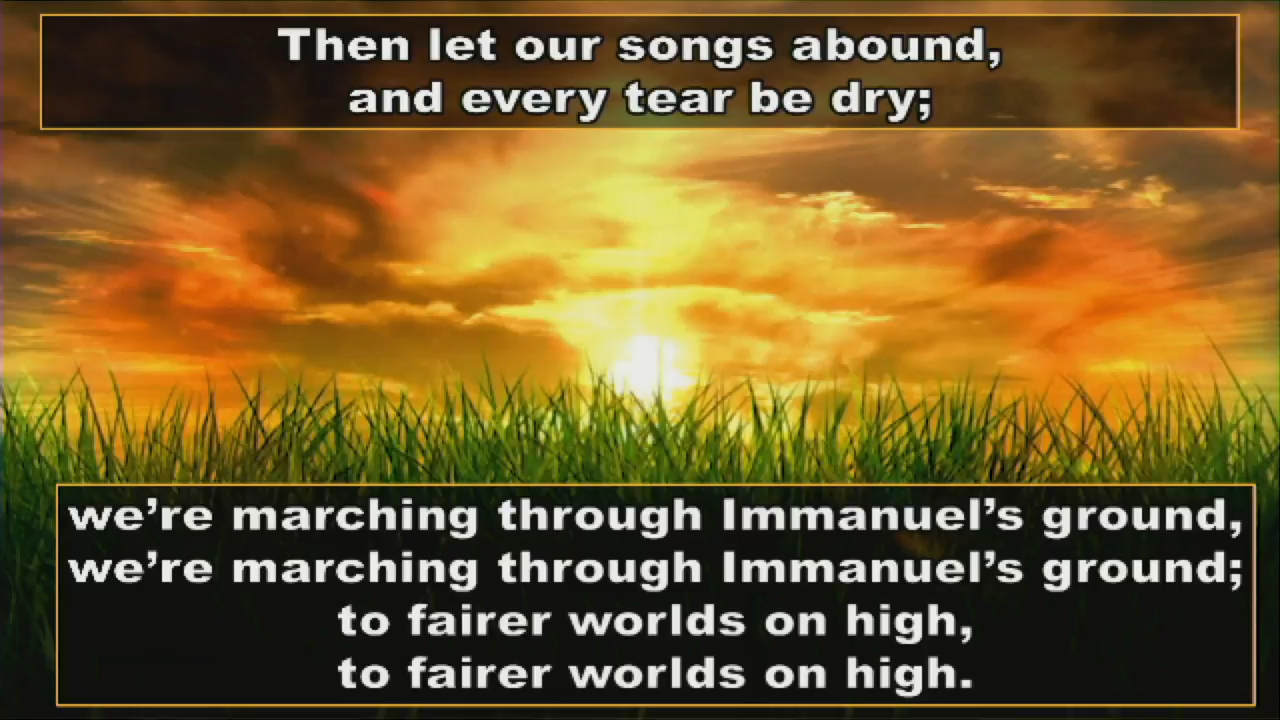 Then let our songs abound,
and every tear be dry;
we’re marching through Immanuel’s ground,
we’re marching through Immanuel’s ground;
to fairer worlds on high,
to fairer worlds on high.